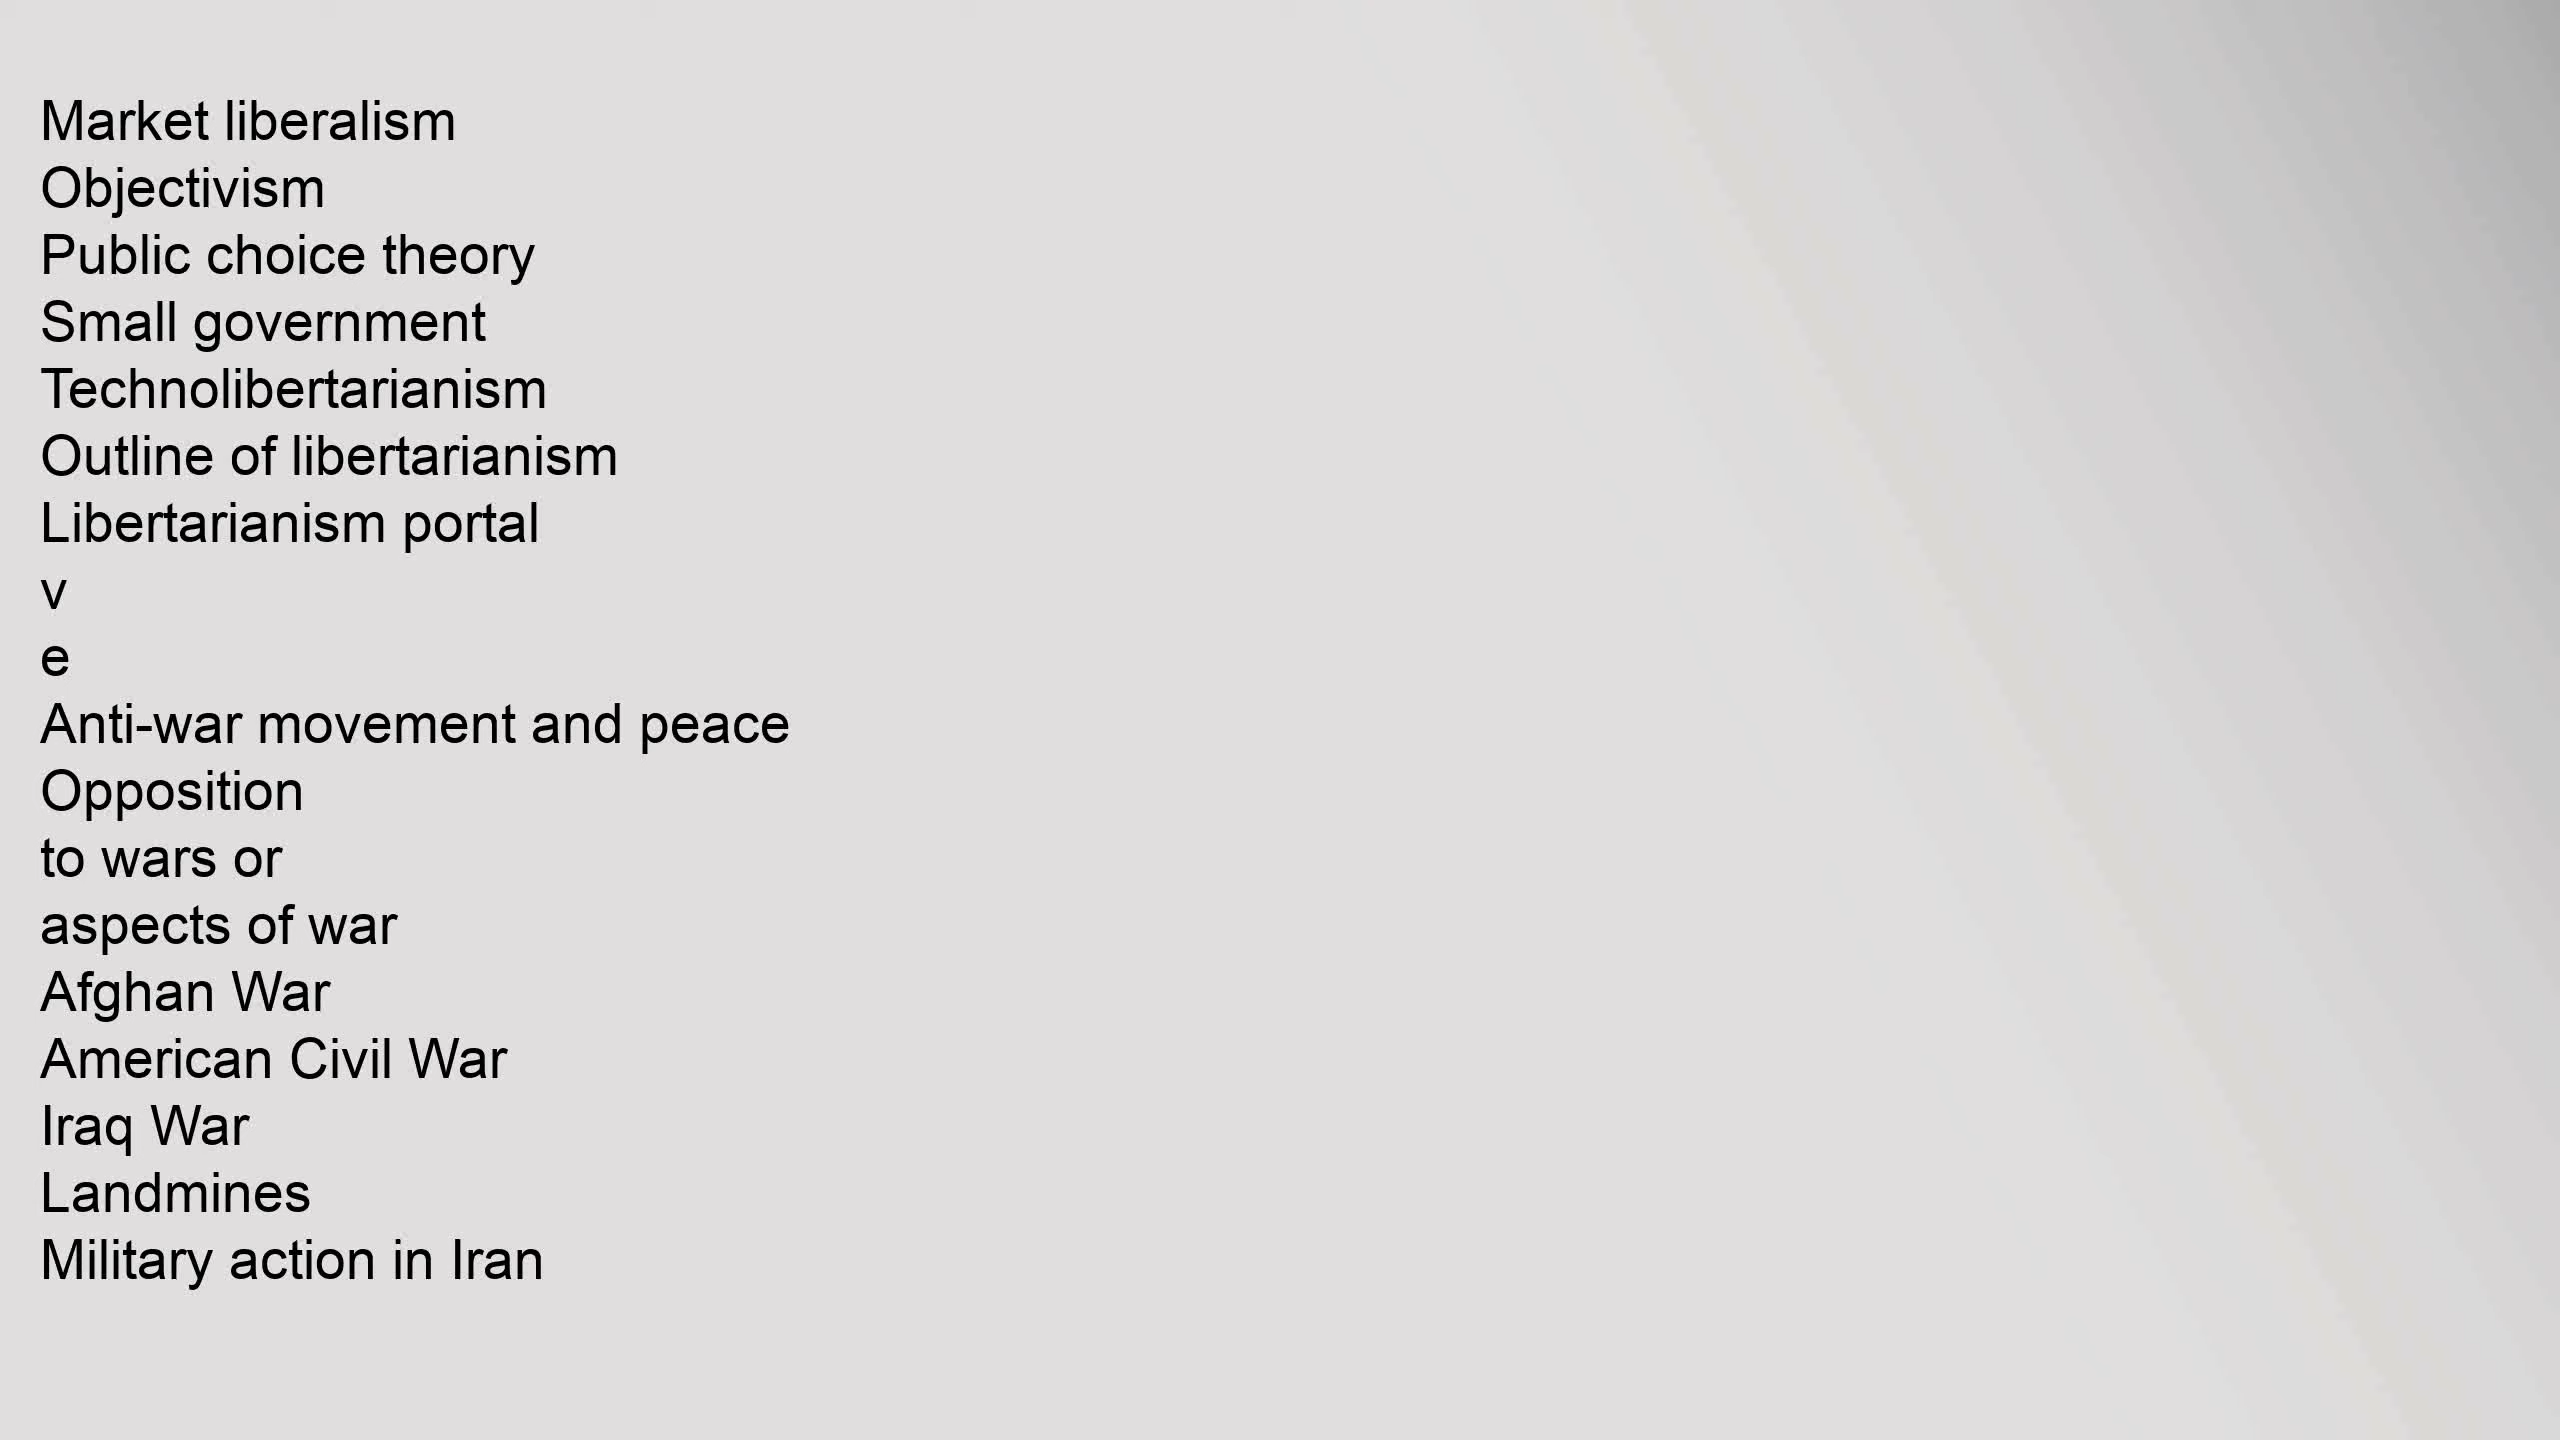 Market liberalism
Objectivism
Public choice theory
Small government
Technolibertarianism
Outline of libertarianism
Libertarianism portal
v
e
Anti-war movement and peace
Opposition
to wars or
aspects of war
Afghan War
American Civil War
Iraq War
Landmines
Military action in Iran